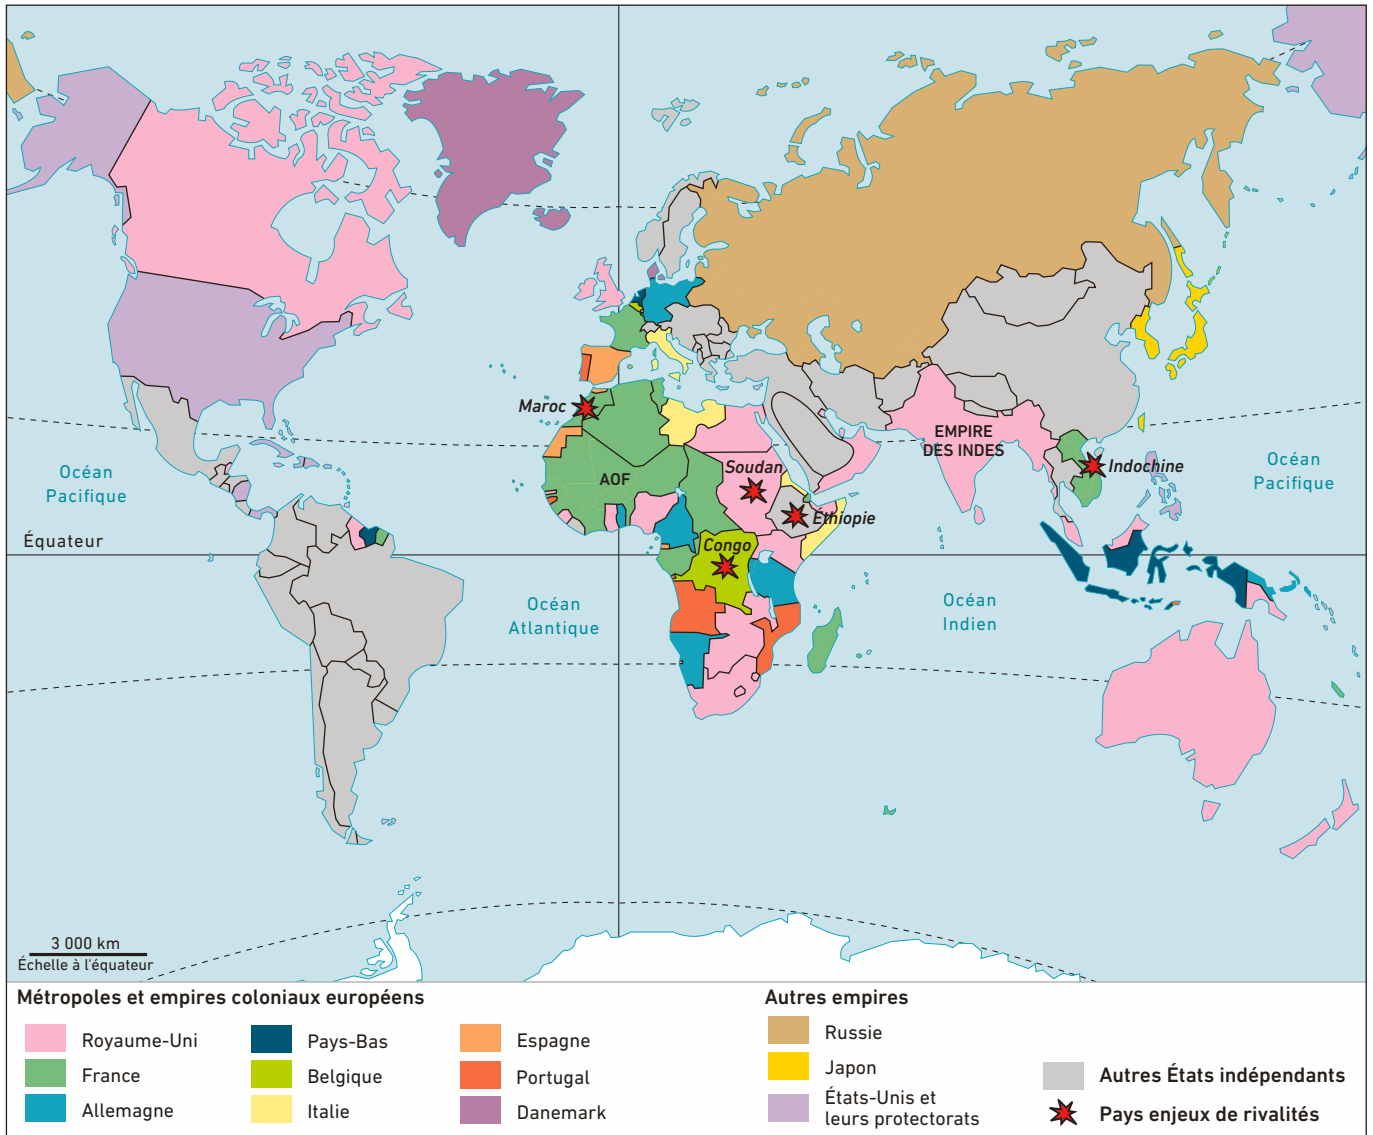 Maroc
EMPIRE
DES INDES
Océan
Pacifique
AOF
Soudan
Indochine
Océan
Pacifique
Éthiopie
Équateur
Congo
Océan
Atlantique
Océan
Indien
3 000 km
Échelle à l'équateur
Métropoles et empires coloniaux européens
Royaume-Uni
France
Allemagne
Pays-Bas
Belgique
Italie
Espagne
Portugal
Danemark
Autres empires
Russie
Japon
États-Unis et
leurs protectorats
Autres États indépendants
Pays enjeux de rivalités